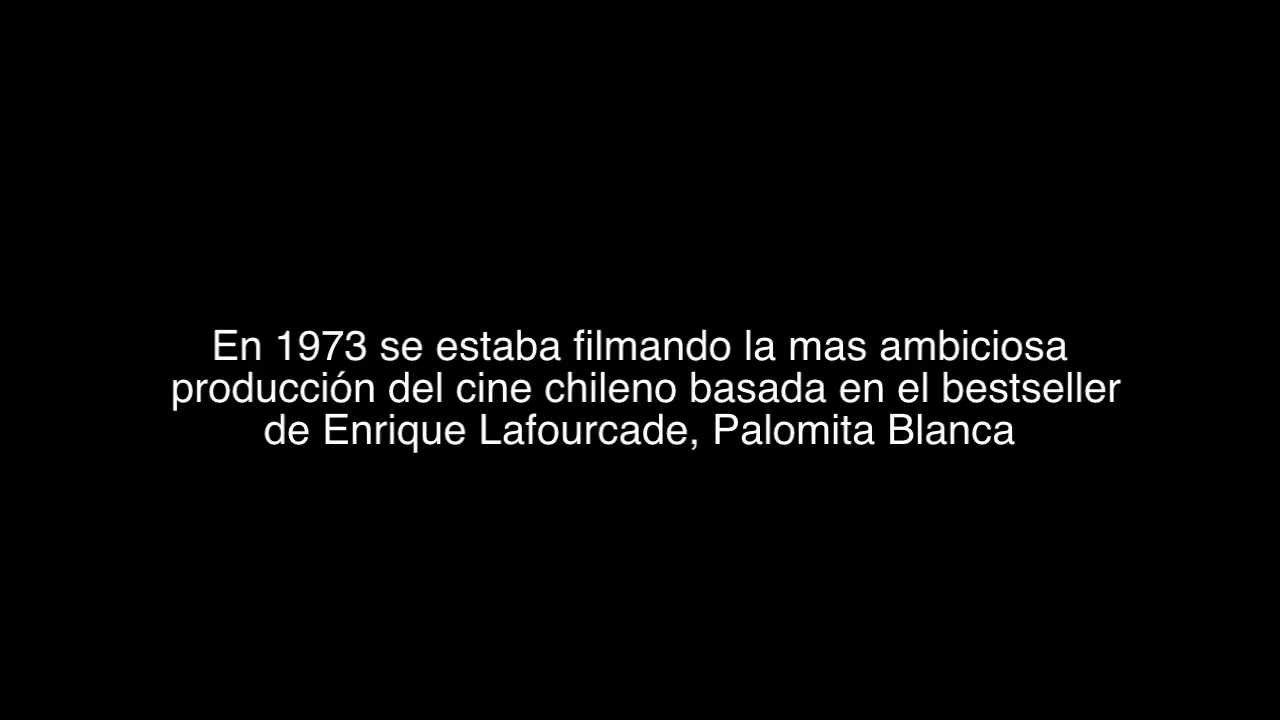 En 1973 se estaba filmando la mas ambiciosa
producción del cine chileno basada en el bestseller
de Enrique Lafourcade, Palomita Blanca